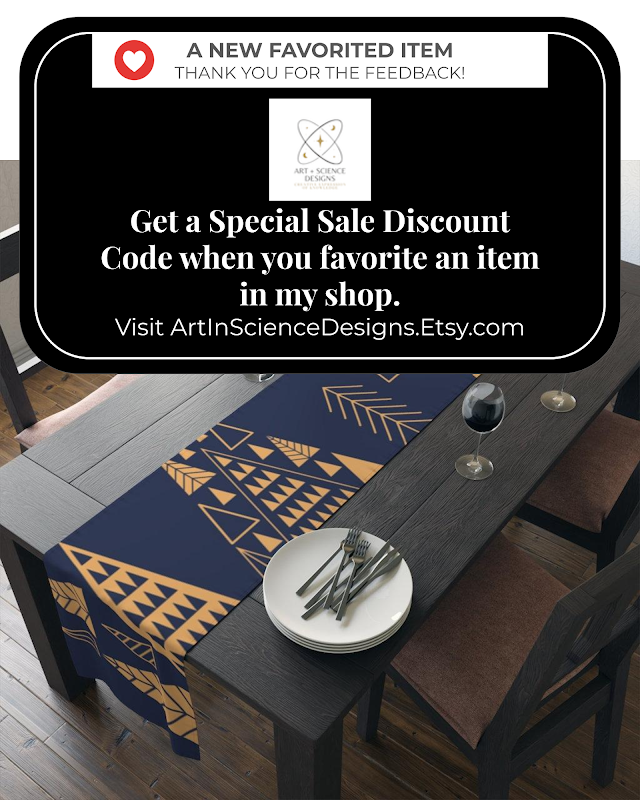 A NEW FAVORITED ITEM
THANK YOU FOR THE FEEDBACK!
ART + SCIENCE
DESIGNS
Get a Special Sale Discount
Code when you favorite an item
in my shop.
Visit ArtInScienceDesigns.Etsy.com